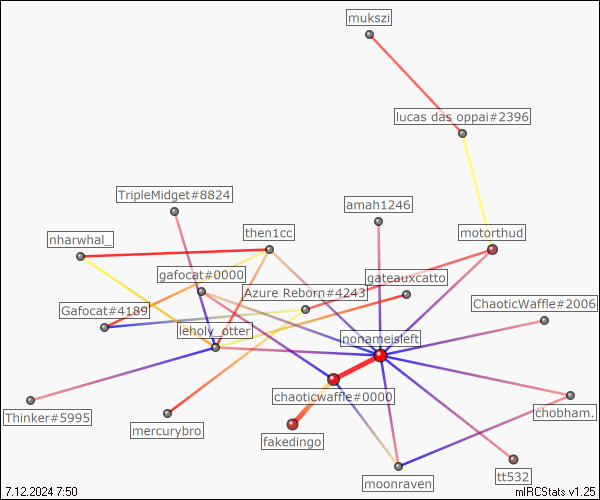 mukszi
lucas das oppai#2396
TripleMidget#8824
amah1246
nharwhal_
then1cc
motorthud
gafocat#0000
gateauxcatto
Azure Reborn#4243
Gafocat#4189
ChaoticWaffle#2006
leholy_otter
nonameisleft
chaoticwaffle#0000
Thinker#5995
mercurybro
fakedingo
chobham.
moonraven
tt532
7.12.2024 7:50
mIRCStats v1.25